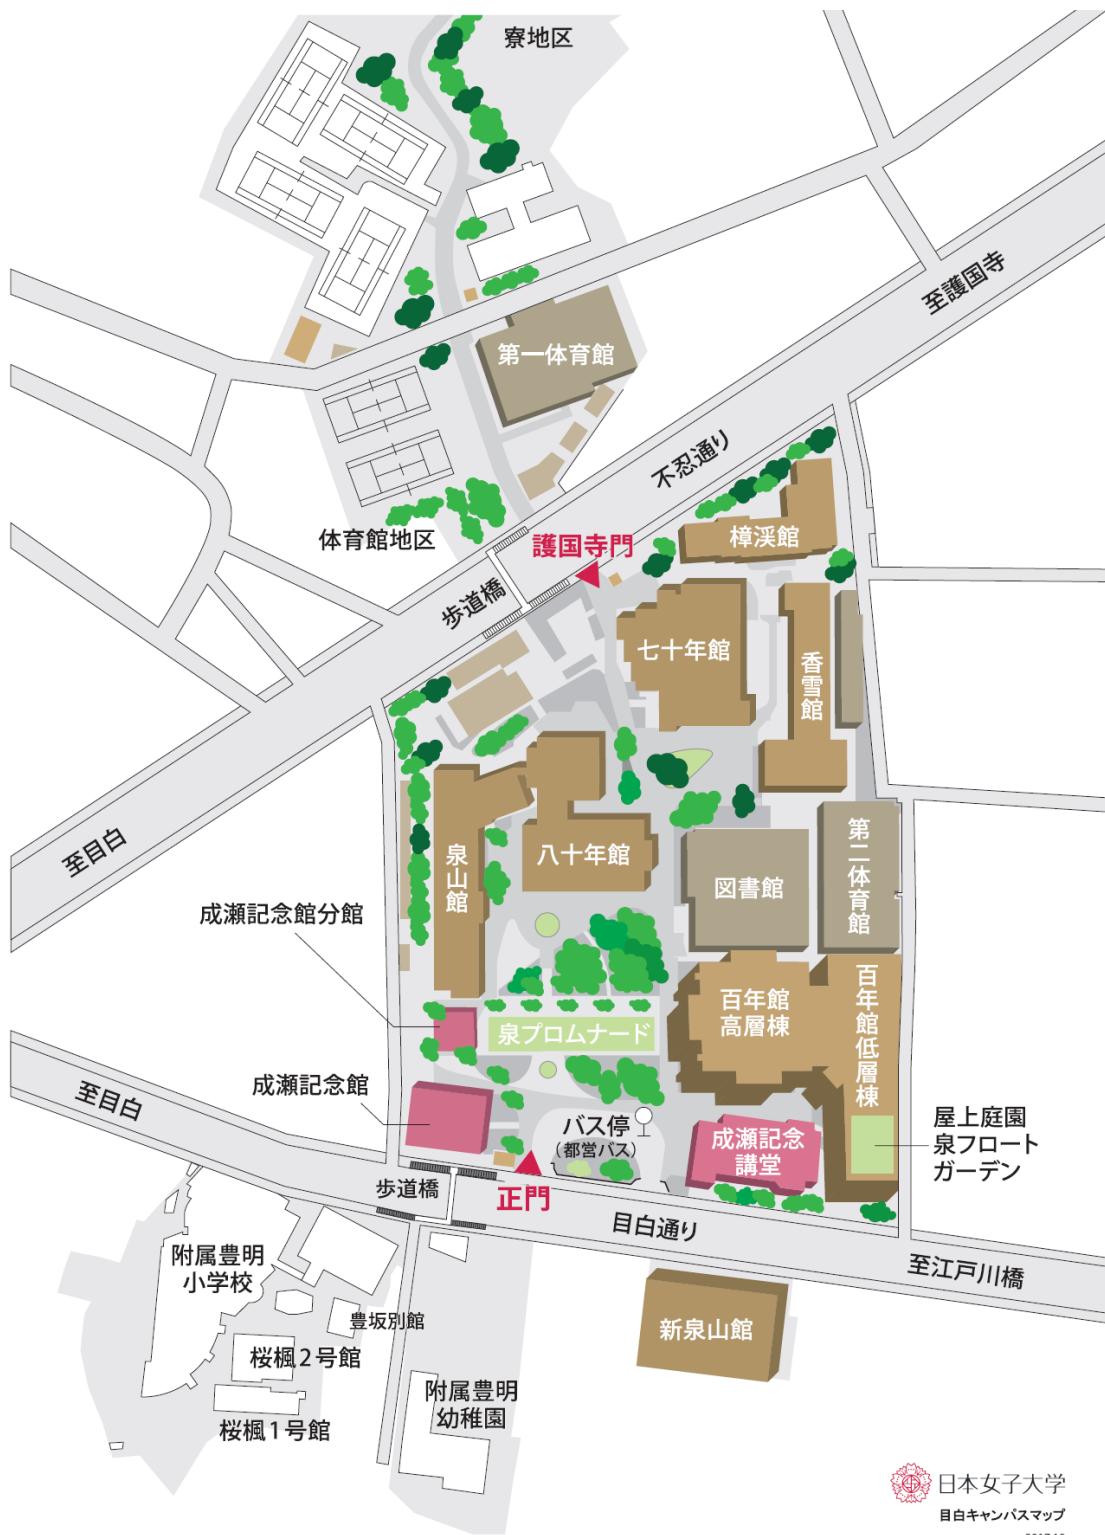 寮地区
至護国寺
第一体育館
不忍通り
体育館地区
護国寺門
樟渓館
歩道橋
七十年館
香雪館
至目白
泉山館
八十年館
図書館
第二体育館
成瀬記念館分館
百年館
高層棟
百年館低層棟
泉プロムナード
成瀬記念館
至目白
バス停
(都営バス)
成瀬記念
講堂
屋上庭園
泉フロート
ガーデン
歩道橋
正門
目白通り
至江戸川橋
附属豊明
小学校
豊坂別館
新泉山館
桜楓2号館
附属豊明
幼稚園
桜楓1号館
日本女子大学
目白キャンパスマップ